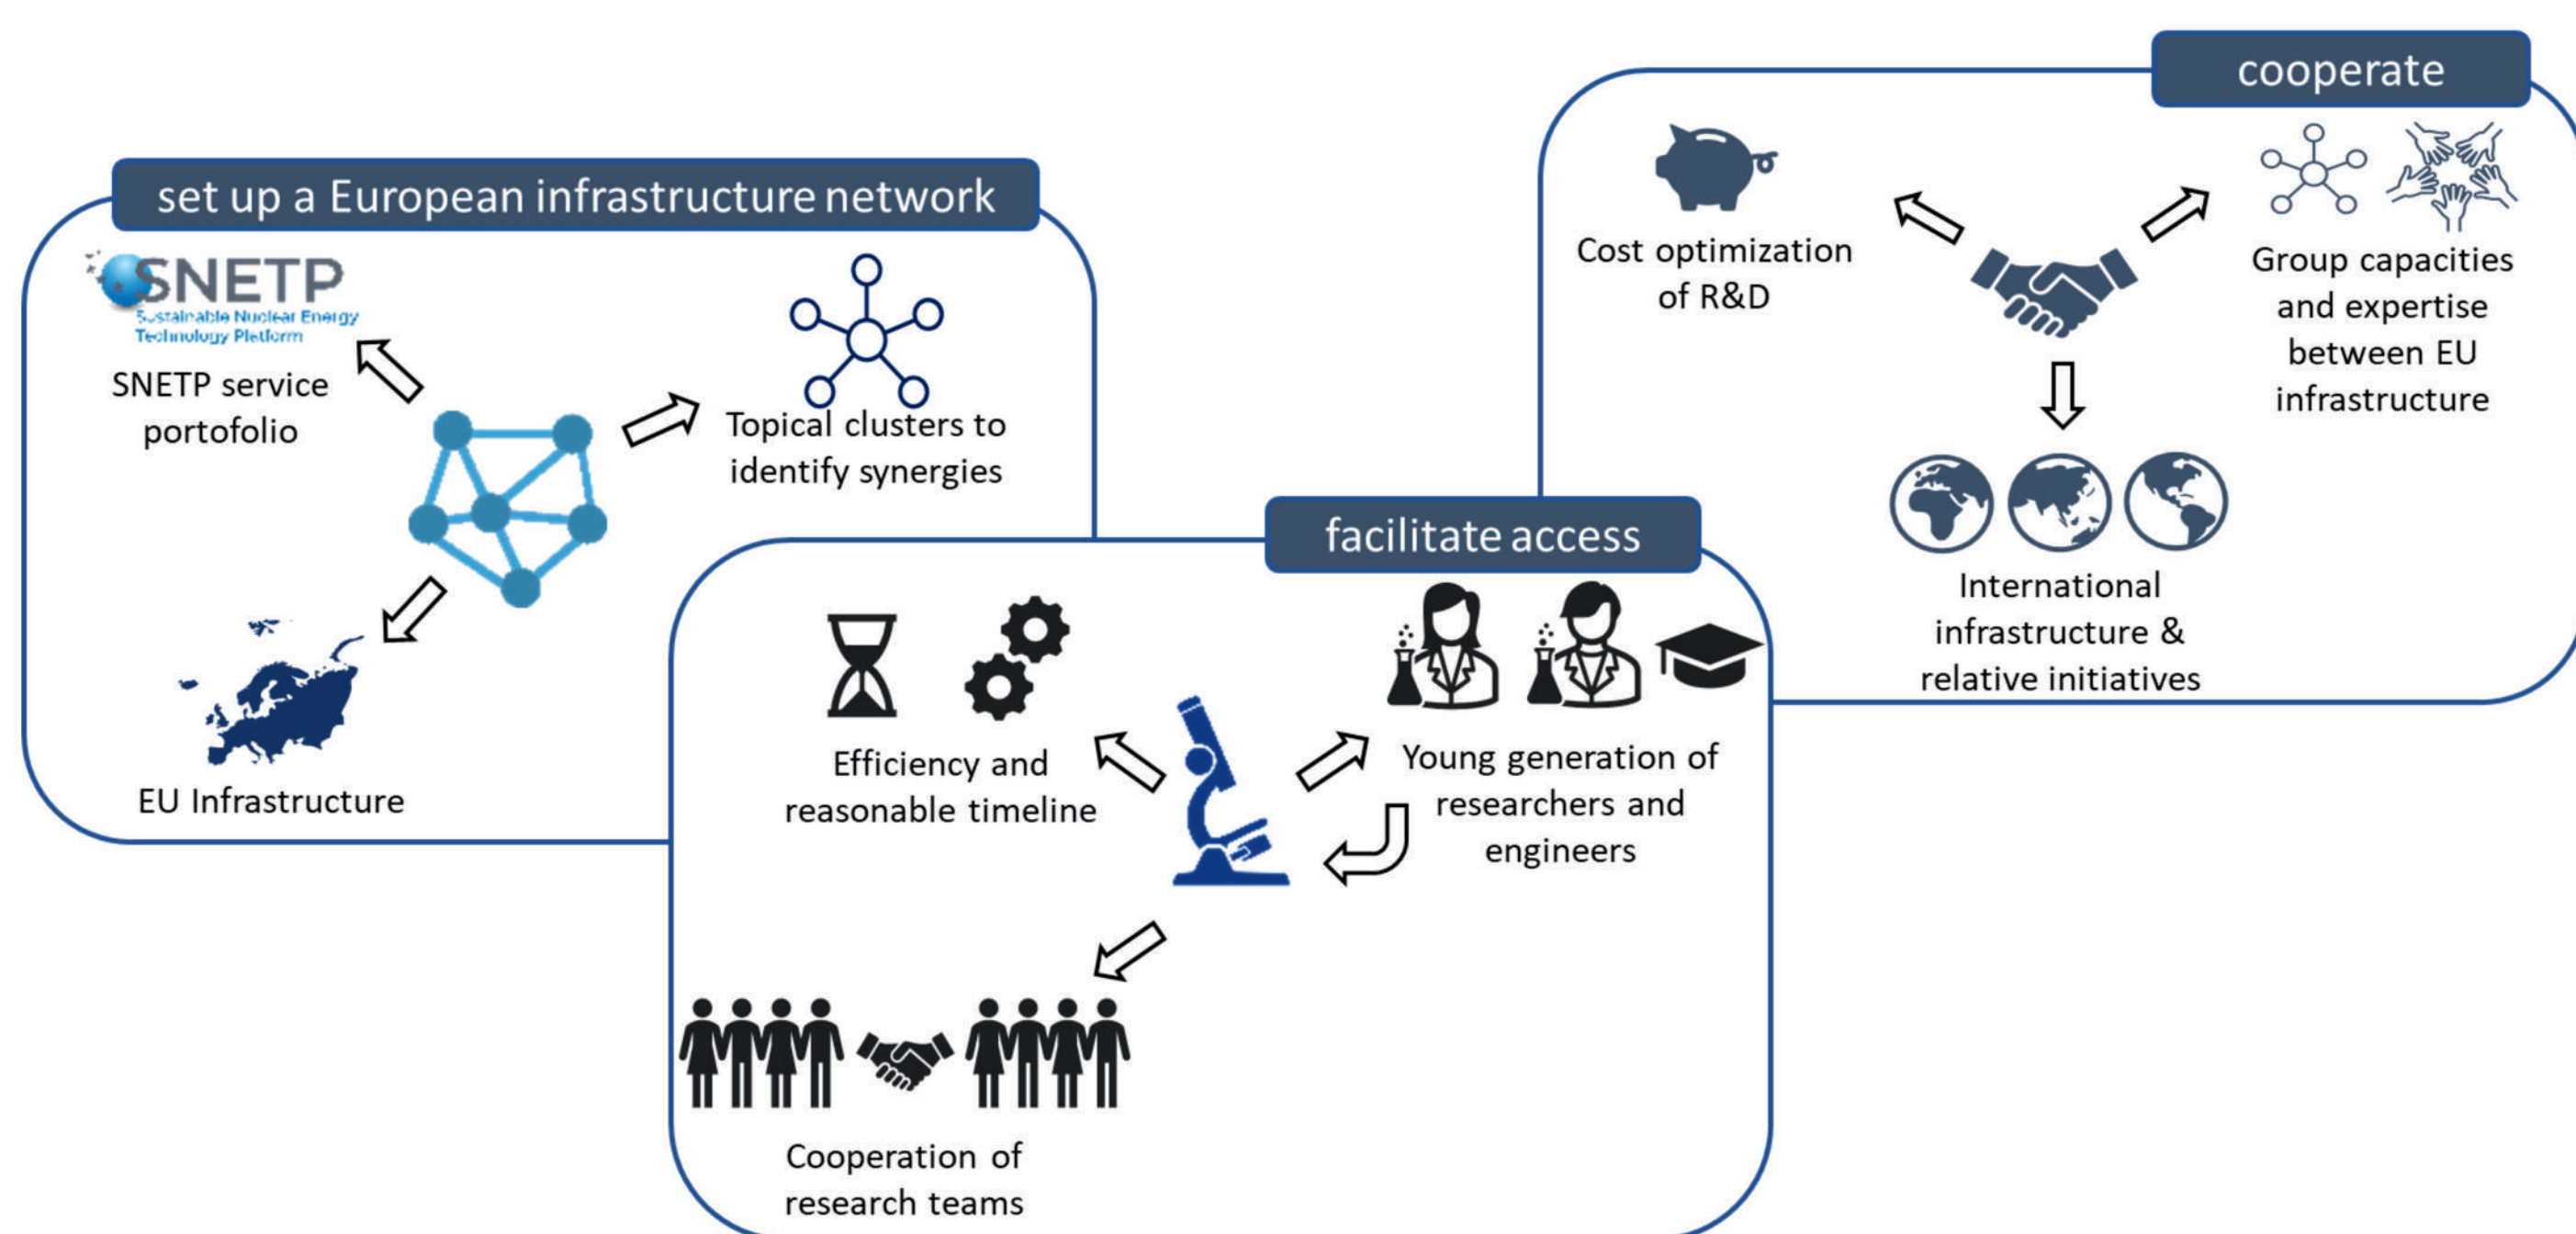 set up a European infrastructure network
SNETP
Sustainable Nuclear Energy
Technology Platform
SNETP service
portofolio
Topical clusters to
identify synergies
EU Infrastructure
facilitate access
Efficiency and
reasonable timeline
Young generation of
researchers and
engineers
Cooperation of
research teams
cooperate
Cost optimization
of R&D
Group capacities
and expertise
between EU
infrastructure
International
infrastructure &
relative initiatives